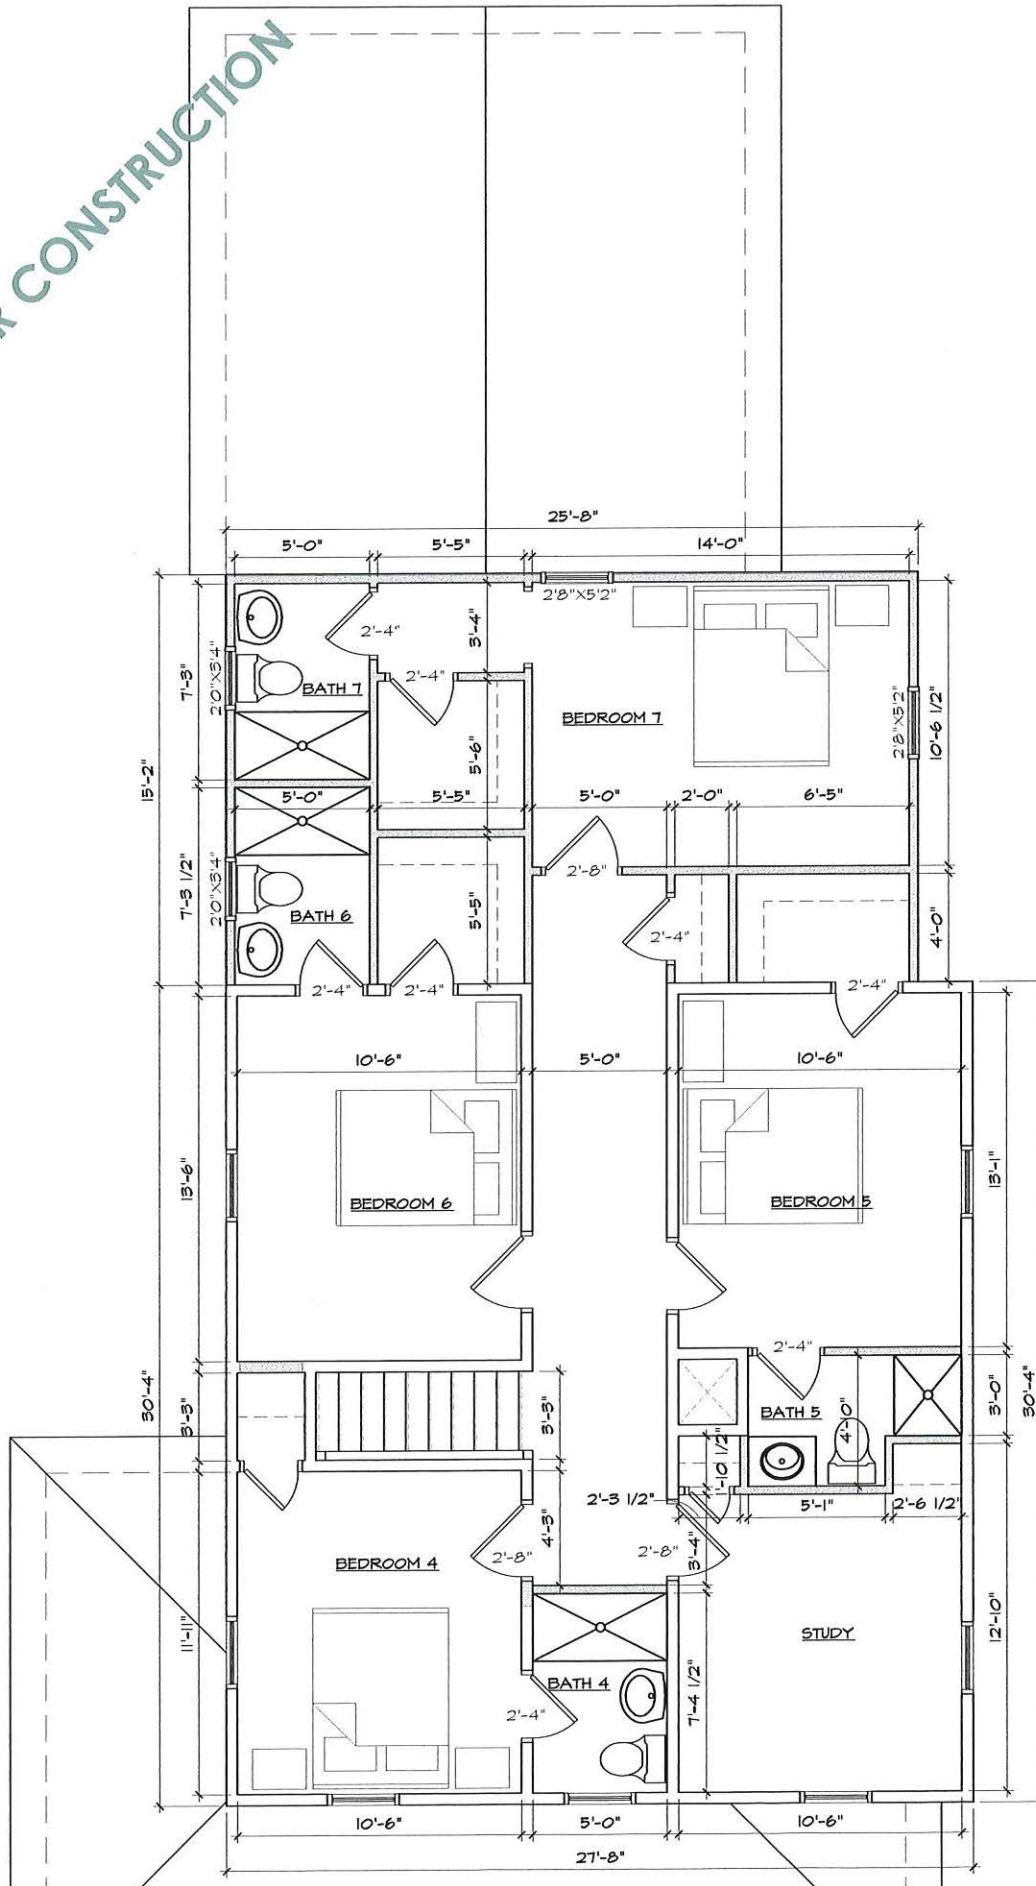 R CONSTRUCTION
25'-8"
5'-0" 5'-5" 14'-0"
2'8"X5'2"
2'-4"
3'-4"
7'-3"
2'0"X3'4"
BATH 7
2'-4"
BEDROOM 7
2'8"X5'2"
10'-6 1/2"
5'-6"
15'-2"
5'-0" 5'-5" 5'-0" 2'-0" 6'-5"
2'-8"
7'-3 1/2"
2'0"X3'4"
BATH 6
5'-5"
2'-4"
4'-0"
2'-4" 2'-4" 2'-4"
10'-6" 5'-0" 10'-6"
13'-6"
13'-1"
BEDROOM 6 BEDROOM 5
2'-4"
30'-4"
3'-3"
3'-3"
BATH 5
4'-0"
3'-0"
30'-4"
1'-10 1/2"
2'-3 1/2" 5'-1" 2'-6 1/2"
4'-3"
2'-8" 2'-8"
3'-4"
BEDROOM 4
11'-11"
STUDY
12'-10"
BATH 4
7'-4 1/2"
2'-4"
10'-6" 5'-0" 10'-6"
27'-8"